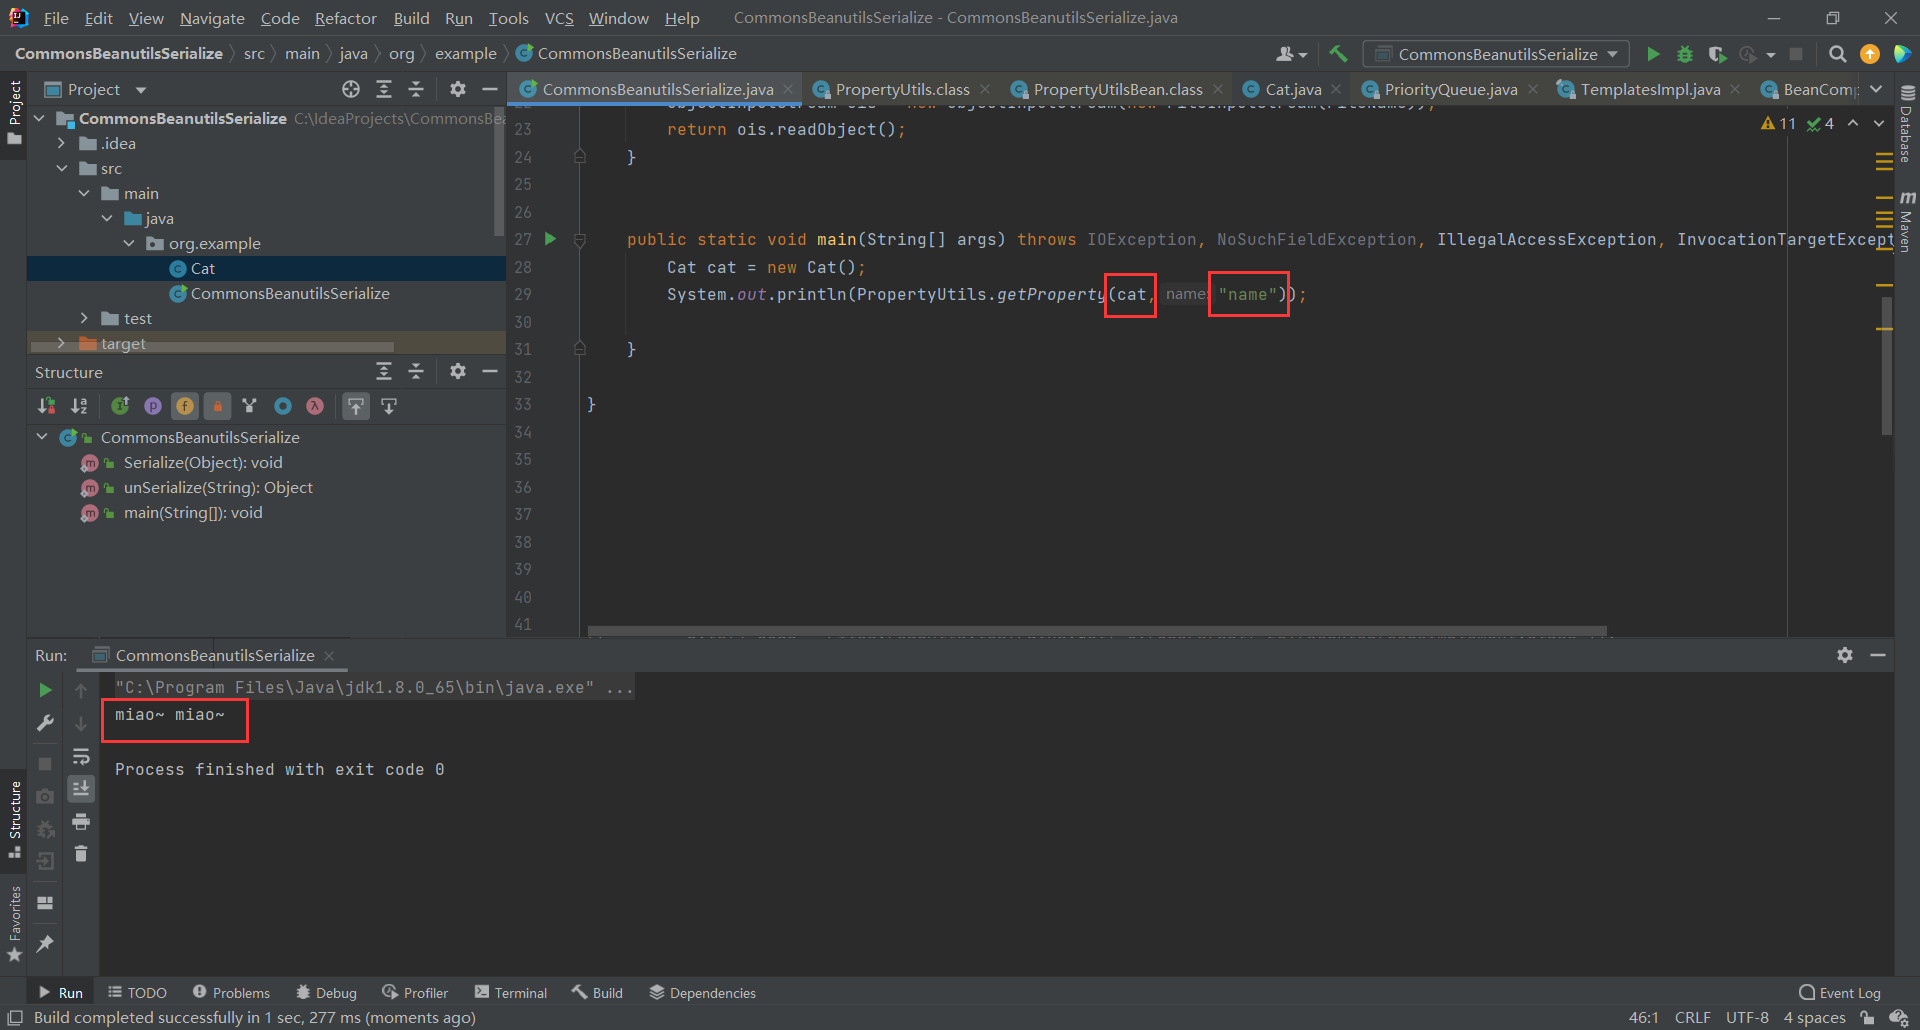 File Edit View Navigate Code Refactor Build Run Tools VCS Window Help CommonsBeanutilsSerialize - CommonsBeanutilsSerialize.java
CommonsBeanutilsSerialize src main java org example CommonsBeanutilsSerialize CommonsBeanutilsSerialize
Project
Project
CommonsBeanutilsSerialize.java PropertyUtils.class PropertyUtilsBean.class Cat.java PriorityQueue.java TemplatesImpl.java BeanComp
CommonsBeanutilsSerialize C:\IdeaProjects\CommonsBe
.idea
src
main
java
org.example
Cat
CommonsBeanutilsSerialize
test
target
11 4
23 return ois.readObject();
24 }
25
26
27 public static void main(String[] args) throws IOException, NoSuchFieldException, IllegalAccessException, InvocationTargetExcept
28 Cat cat = new Cat();
29 System.out.println(PropertyUtils.getProperty(cat, name: "name"));
30
31 }
32
33 }
34
35
36
37
38
39
40
41
Database
Maven
Structure
CommonsBeanutilsSerialize
Serialize(Object): void
unSerialize(String): Object
main(String[]): void
Run: CommonsBeanutilsSerialize
"C:\Program Files\Java\jdk1.8.0_65\bin\java.exe" ...
miao~ miao~
Process finished with exit code 0
Structure
Favorites
Run TODO Problems Debug Profiler Terminal Build Dependencies Event Log
Build completed successfully in 1 sec, 277 ms (moments ago) 46:1 CRLF UTF-8 4 spaces